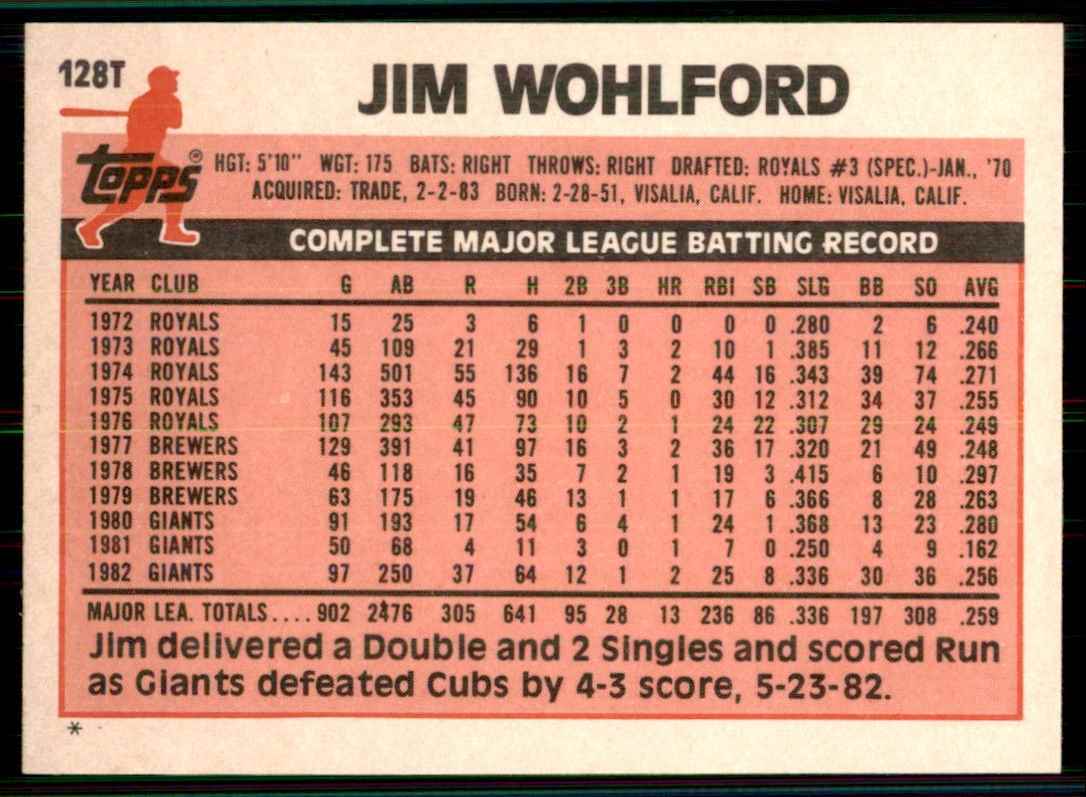 128T
JIM WOHLFORD
topps®
HGT: 5'10" WGT: 175 BATS: RIGHT THROWS: RIGHT DRAFTED: ROYALS #3 (SPEC.)-JAN., '70
ACQUIRED: TRADE, 2-2-83 BORN: 2-28-51, VISALIA, CALIF. HOME: VISALIA, CALIF.
COMPLETE MAJOR LEAGUE BATTING RECORD
YEAR CLUB G AB R H 2B 3B HR RBI SB SLG BB SO AVG
1972 ROYALS 15 25 3 6 1 0 0 0 0 .280 2 6 .240
1973 ROYALS 45 109 21 29 1 3 2 10 1 .385 11 12 .266
1974 ROYALS 143 501 55 136 16 7 2 44 16 .343 39 74 .271
1975 ROYALS 116 353 45 90 10 5 0 30 12 .312 34 37 .255
1976 ROYALS 107 293 47 73 10 2 1 24 22 .307 29 24 .249
1977 BREWERS 129 391 41 97 16 3 2 36 17 .320 21 49 .248
1978 BREWERS 46 118 16 35 7 2 1 19 3 .415 6 10 .297
1979 BREWERS 63 175 19 46 13 1 1 17 6 .366 8 28 .263
1980 GIANTS 91 193 17 54 6 4 1 24 1 .368 13 23 .280
1981 GIANTS 50 68 4 11 3 0 1 7 0 .250 4 9 .162
1982 GIANTS 97 250 37 64 12 1 2 25 8 .336 30 36 .256
MAJOR LEA. TOTALS.... 902 2476 305 641 95 28 13 236 86 .336 197 308 .259
Jim delivered a Double and 2 Singles and scored Run
as Giants defeated Cubs by 4-3 score, 5-23-82.
*